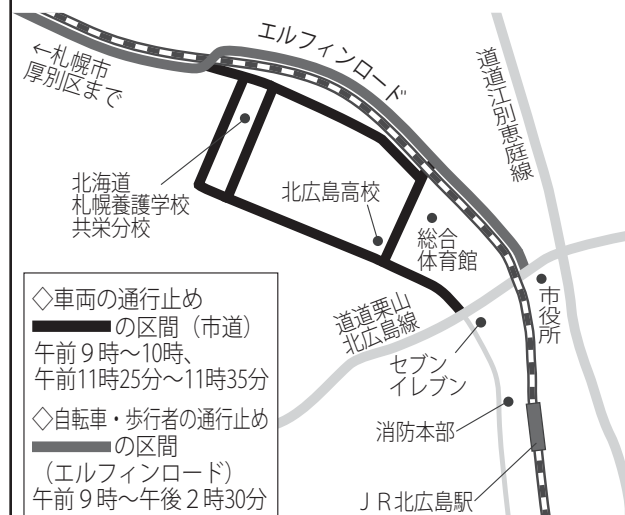 エルフィンロード
←札幌市
厚別区まで
道道江別恵庭線
北海道
札幌養護学校
共栄分校
北広島高校
総合
体育館
市役所
道道栗山
北広島線
セブン
イレブン
消防本部
ＪＲ北広島駅
◇車両の通行止め
の区間（市道）
午前９時～10時、
午前11時25分～11時35分
◇自転車・歩行者の通行止め
の区間
（エルフィンロード）
午前９時～午後２時30分